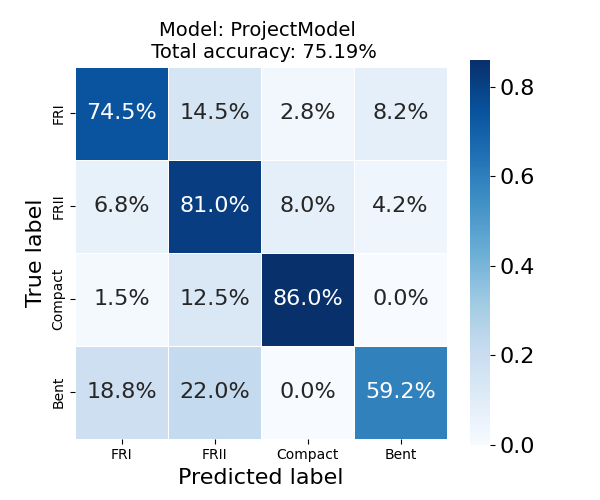 Model: ProjectModel
Total accuracy: 75.19%
True label
FRI 74.5% 14.5% 2.8% 8.2%
FRII 6.8% 81.0% 8.0% 4.2%
Compact 1.5% 12.5% 86.0% 0.0%
Bent 18.8% 22.0% 0.0% 59.2%
FRI FRII Compact Bent
Predicted label
0.8
0.6
0.4
0.2
0.0